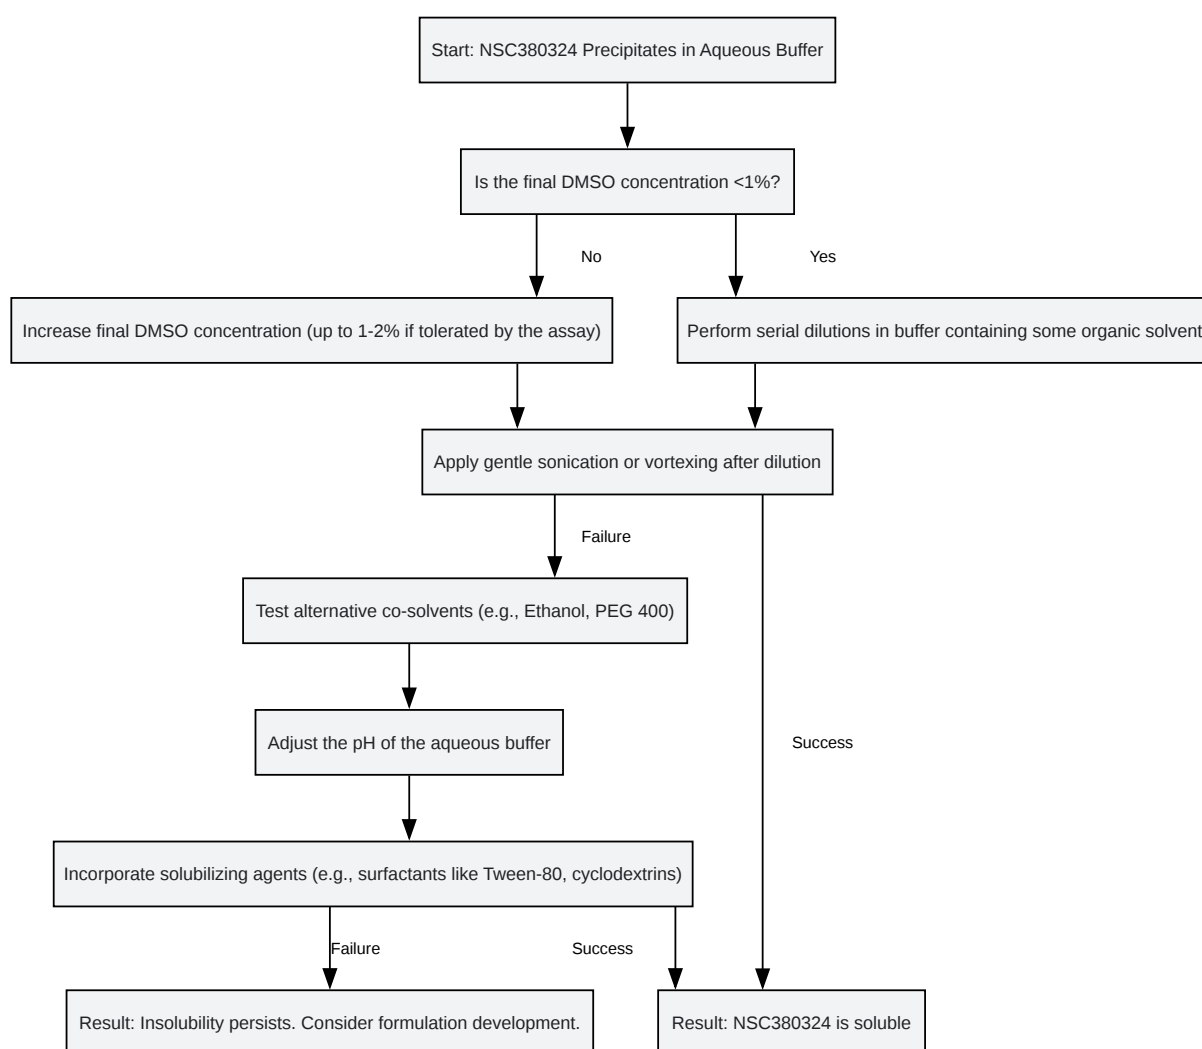 Start: NSC380324 Precipitates in Aqueous Buffer
Is the final DMSO concentration <1%?
No
Yes
Increase final DMSO concentration (up to 1-2% if tolerated by the assay)
Perform serial dilutions in buffer containing some organic solvent
Apply gentle sonication or vortexing after dilution
Failure
Test alternative co-solvents (e.g., Ethanol, PEG 400)
Adjust the pH of the aqueous buffer
Success
Incorporate solubilizing agents (e.g., surfactants like Tween-80, cyclodextrins)
Failure
Success
Result: Insolubility persists. Consider formulation development.
Result: NSC380324 is soluble